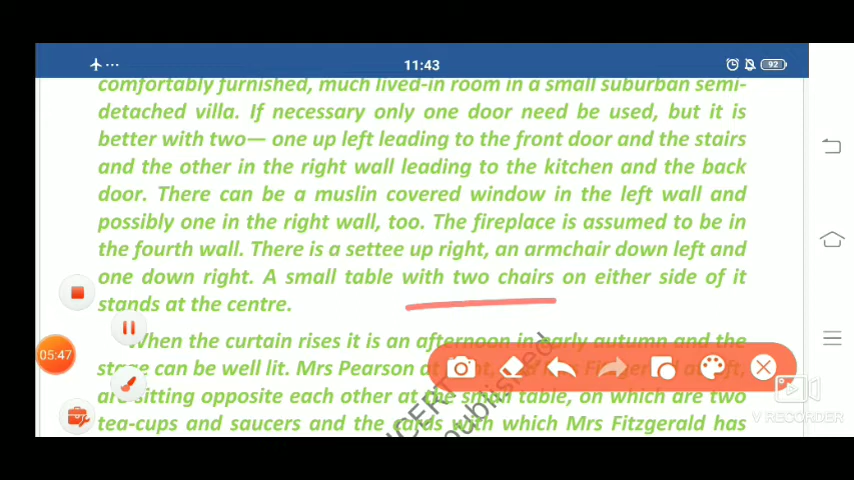 11:43
92
comfortably furnished, much lived-in room in a small suburban semi-
detached villa. If necessary only one door need be used, but it is
better with two— one up left leading to the front door and the stairs
and the other in the right wall leading to the kitchen and the back
door. There can be a muslin covered window in the left wall and
possibly one in the right wall, too. The fireplace is assumed to be in
the fourth wall. There is a settee up right, an armchair down left and
one down right. A small table with two chairs on either side of it
stands at the centre.
When the curtain rises it is an afternoon in early autumn and the
05:47
stage can be well lit. Mrs Pearson at
at left,
are sitting opposite each other at the small table, on which are two
V RECORDER
tea-cups and saucers and the cards with which Mrs Fitzgerald has
published